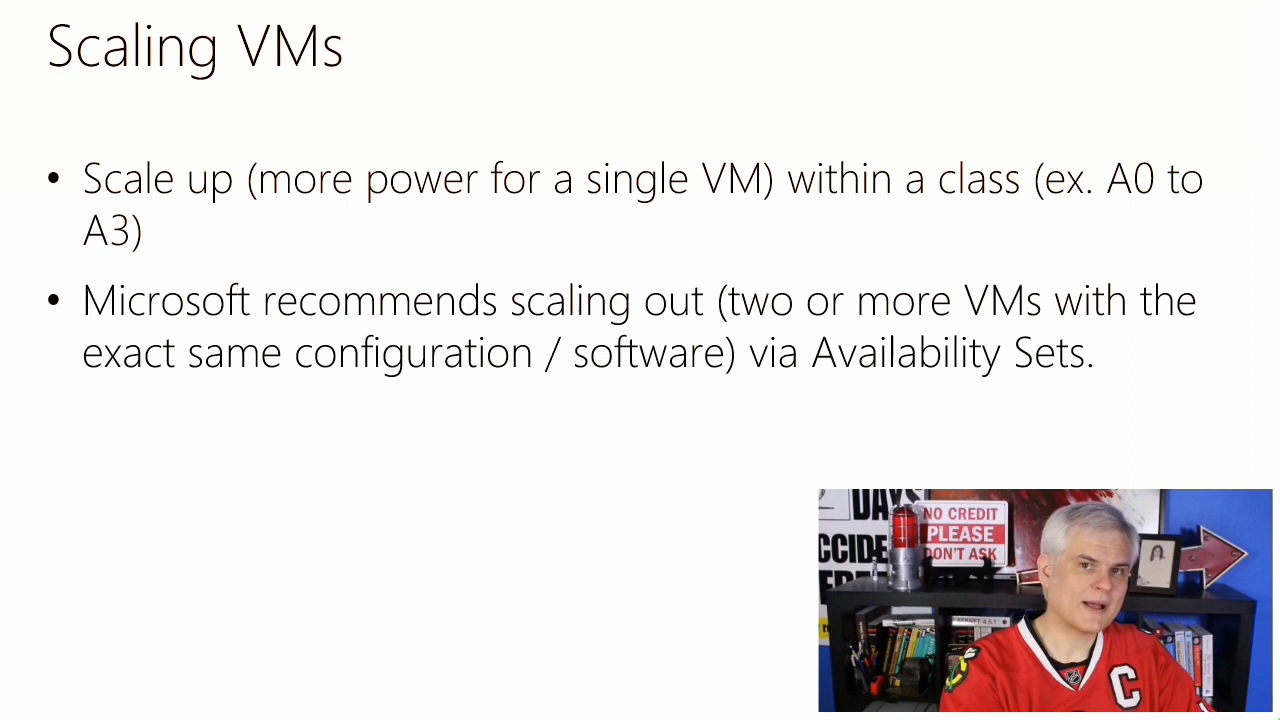 Scaling VMs
• Scale up (more power for a single VM) within a class (ex. A0 to
A3)
• Microsoft recommends scaling out (two or more VMs with the
exact same configuration / software) via Availability Sets.
DAYS
NO CREDIT
PLEASE
DON'T ASK
C